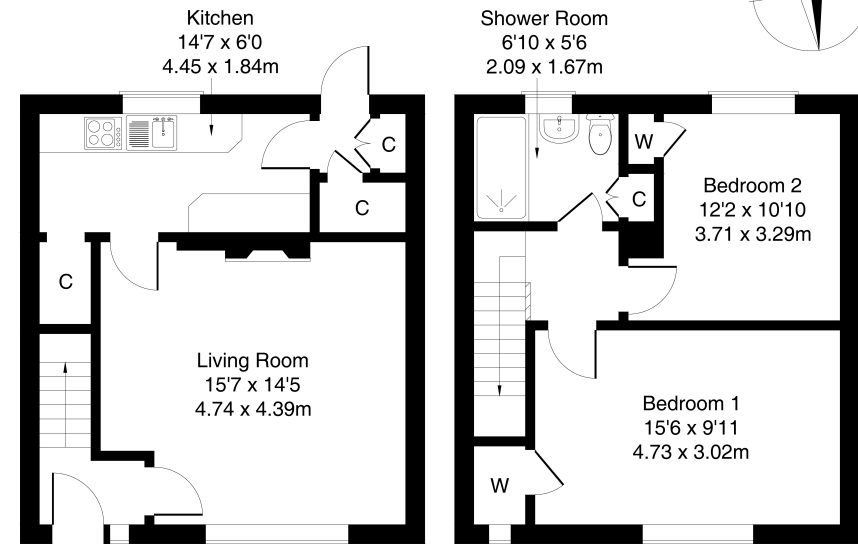 Kitchen
14'7 x 6'0
4.45 x 1.84m
Shower Room
6'10 x 5'6
2.09 x 1.67m
C
C
C
W
C
Bedroom 2
12'2 x 10'10
3.71 x 3.29m
Living Room
15'7 x 14'5
4.74 x 4.39m
Bedroom 1
15'6 x 9'11
4.73 x 3.02m
W